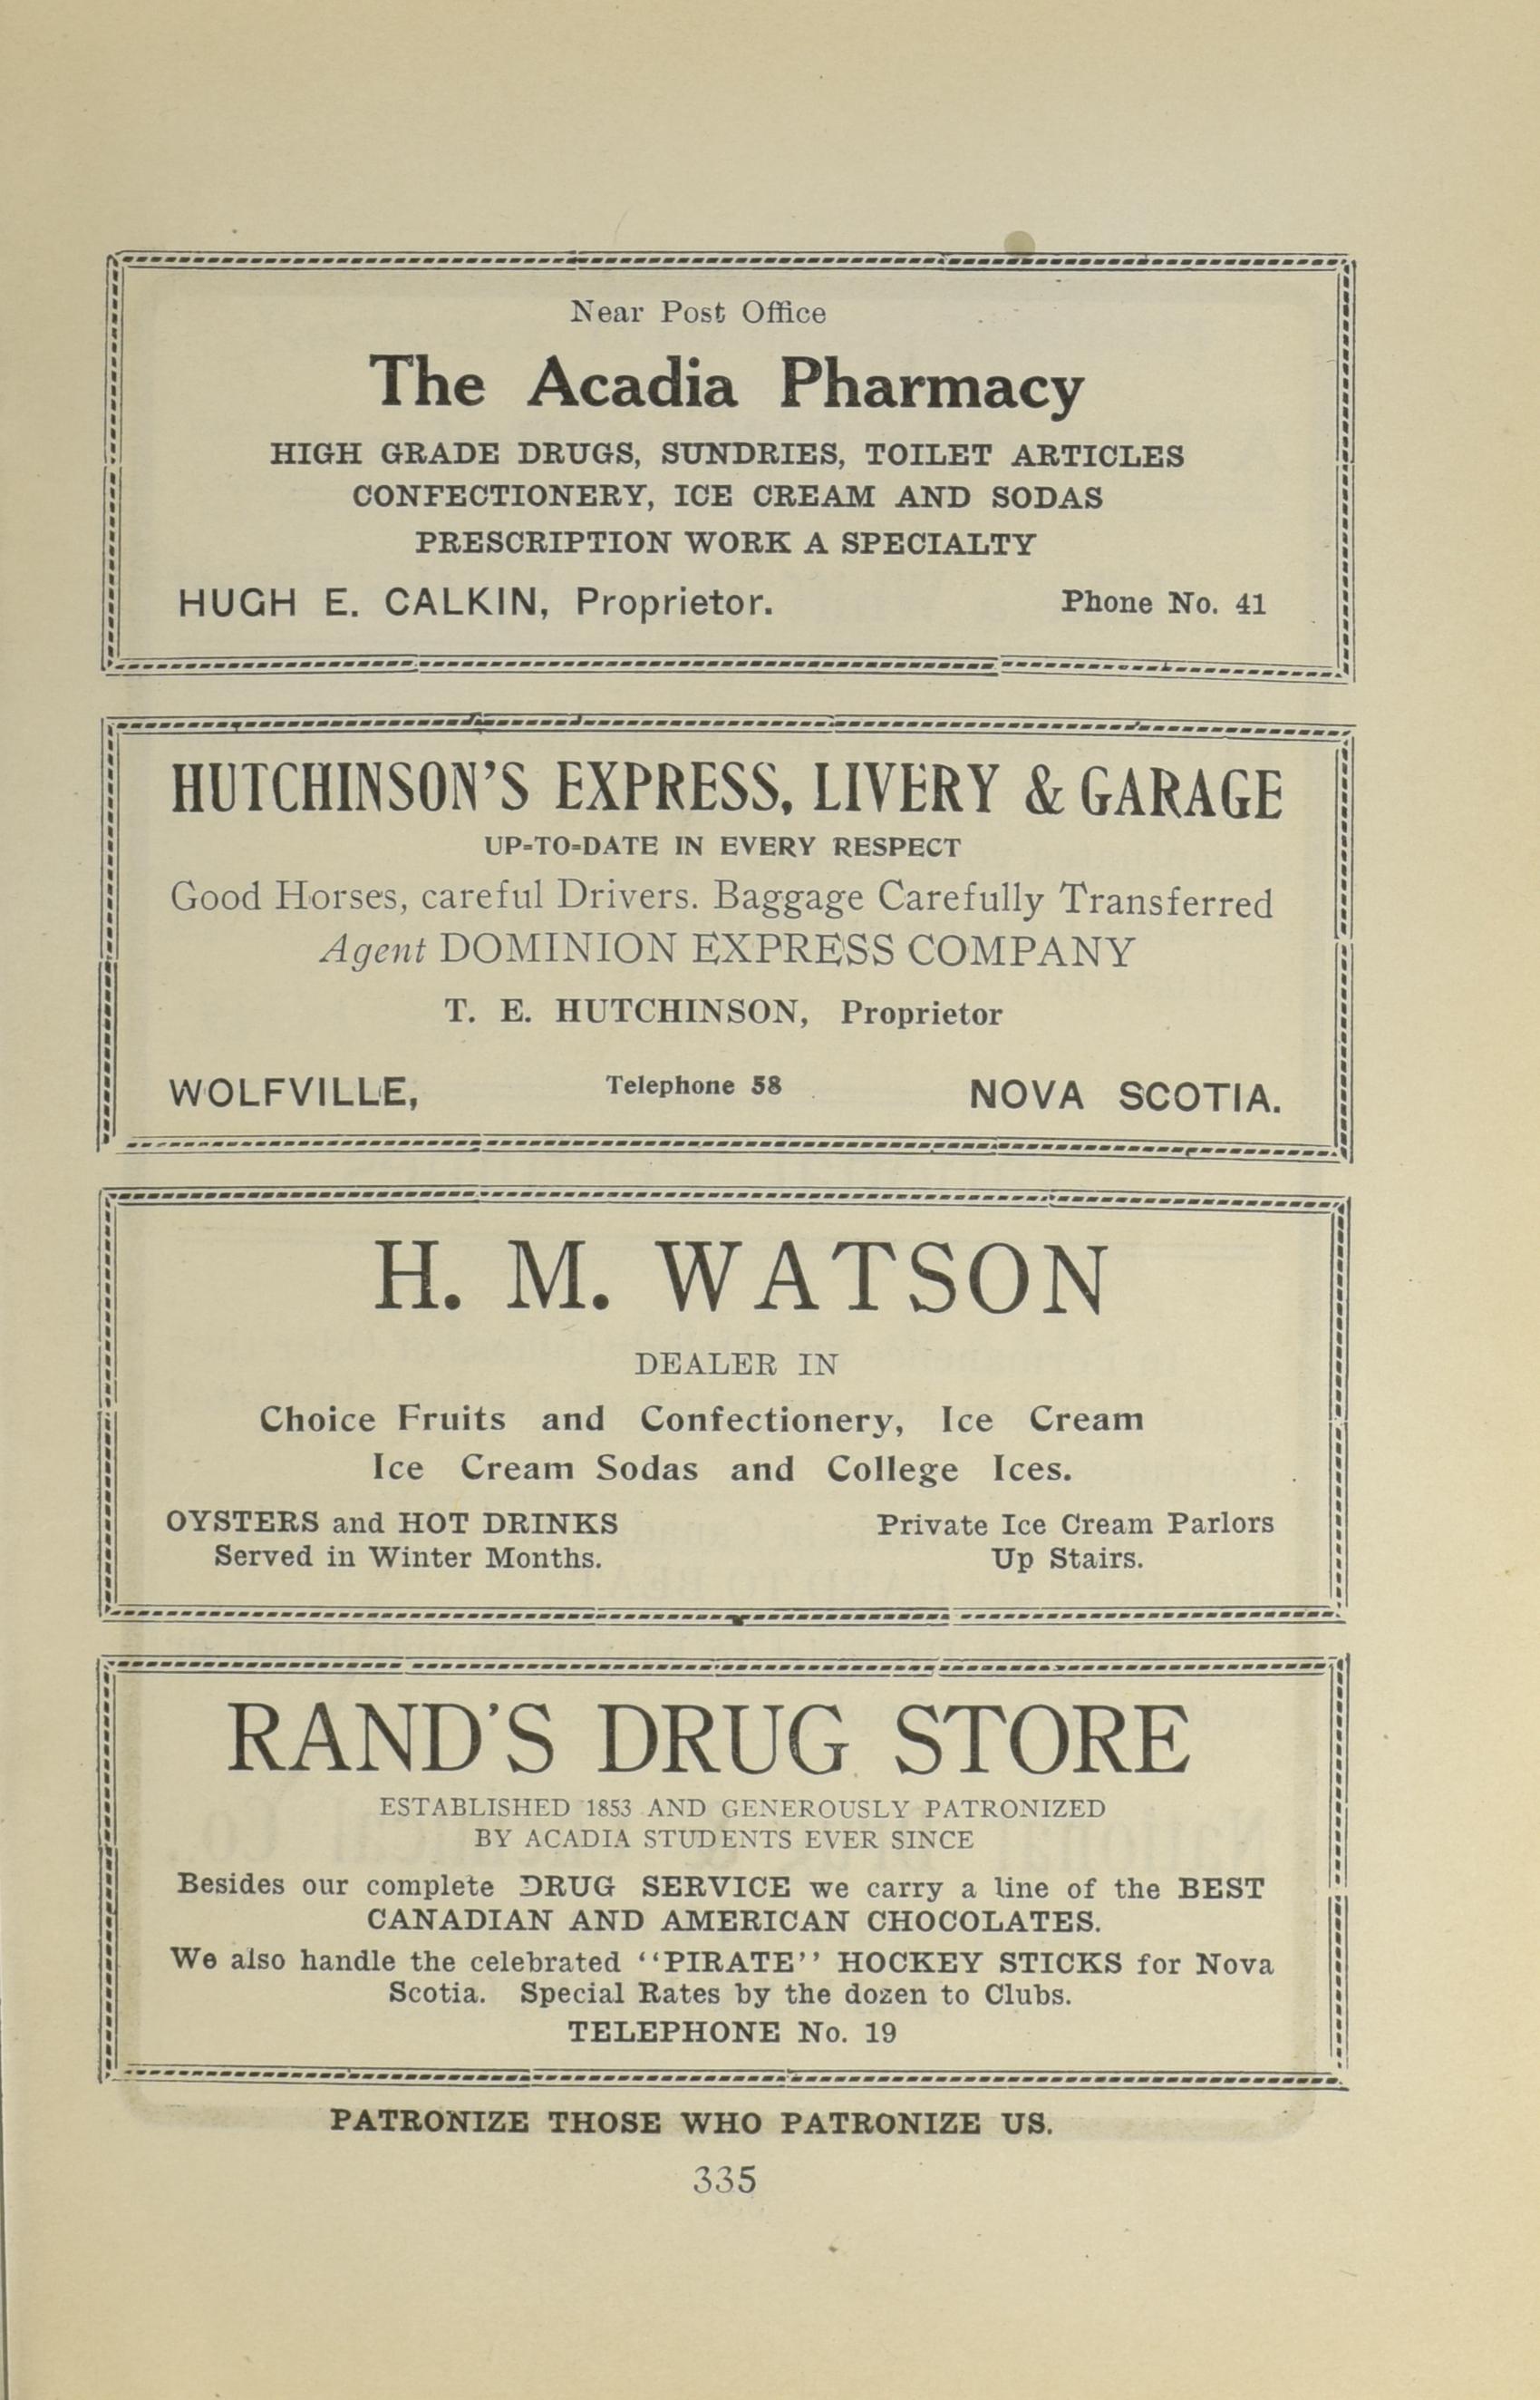 Near Post Office
The Acadia Pharmacy
HIGH GRADE DRUGS, SUNDRIES, TOILET ARTICLES
CONFECTIONERY, ICE CREAM AND SODAS
PRESCRIPTION WORK A SPECIALTY
HUGH E. CALKIN, Proprietor. Phone No. 41
HUTCHINSON'S EXPRESS, LIVERY & GARAGE
UP-TO-DATE IN EVERY RESPECT
Good Horses, careful Drivers. Baggage Carefully Transferred
Agent DOMINION EXPRESS COMPANY
T. E. HUTCHINSON, Proprietor
WOLFVILLE, Telephone 58 NOVA SCOTIA.
H. M. WATSON
DEALER IN
Choice Fruits and Confectionery, Ice Cream
Ice Cream Sodas and College Ices.
OYSTERS and HOT DRINKS
Served in Winter Months.
Private Ice Cream Parlors
Up Stairs.
RAND'S DRUG STORE
ESTABLISHED 1853 AND GENEROUSLY PATRONIZED
BY ACADIA STUDENTS EVER SINCE
Besides our complete DRUG SERVICE we carry a line of the BEST
CANADIAN AND AMERICAN CHOCOLATES.
We also handle the celebrated "PIRATE" HOCKEY STICKS for Nova
Scotia. Special Rates by the dozen to Clubs.
TELEPHONE No. 19
PATRONIZE THOSE WHO PATRONIZE US.
335